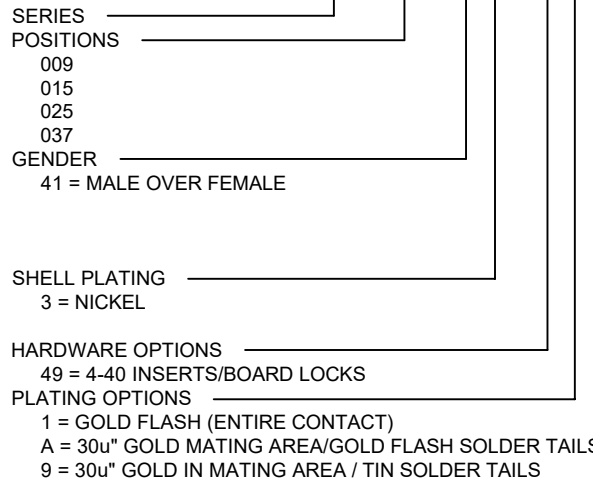 SERIES
POSITIONS
009
015
025
037
GENDER
41 = MALE OVER FEMALE
SHELL PLATING
3 = NICKEL
HARDWARE OPTIONS
49 = 4-40 INSERTS/BOARD LOCKS
PLATING OPTIONS
1 = GOLD FLASH (ENTIRE CONTACT)
A = 30u" GOLD MATING AREA/GOLD FLASH SOLDER TAILS
9 = 30u" GOLD IN MATING AREA / TIN SOLDER TAILS